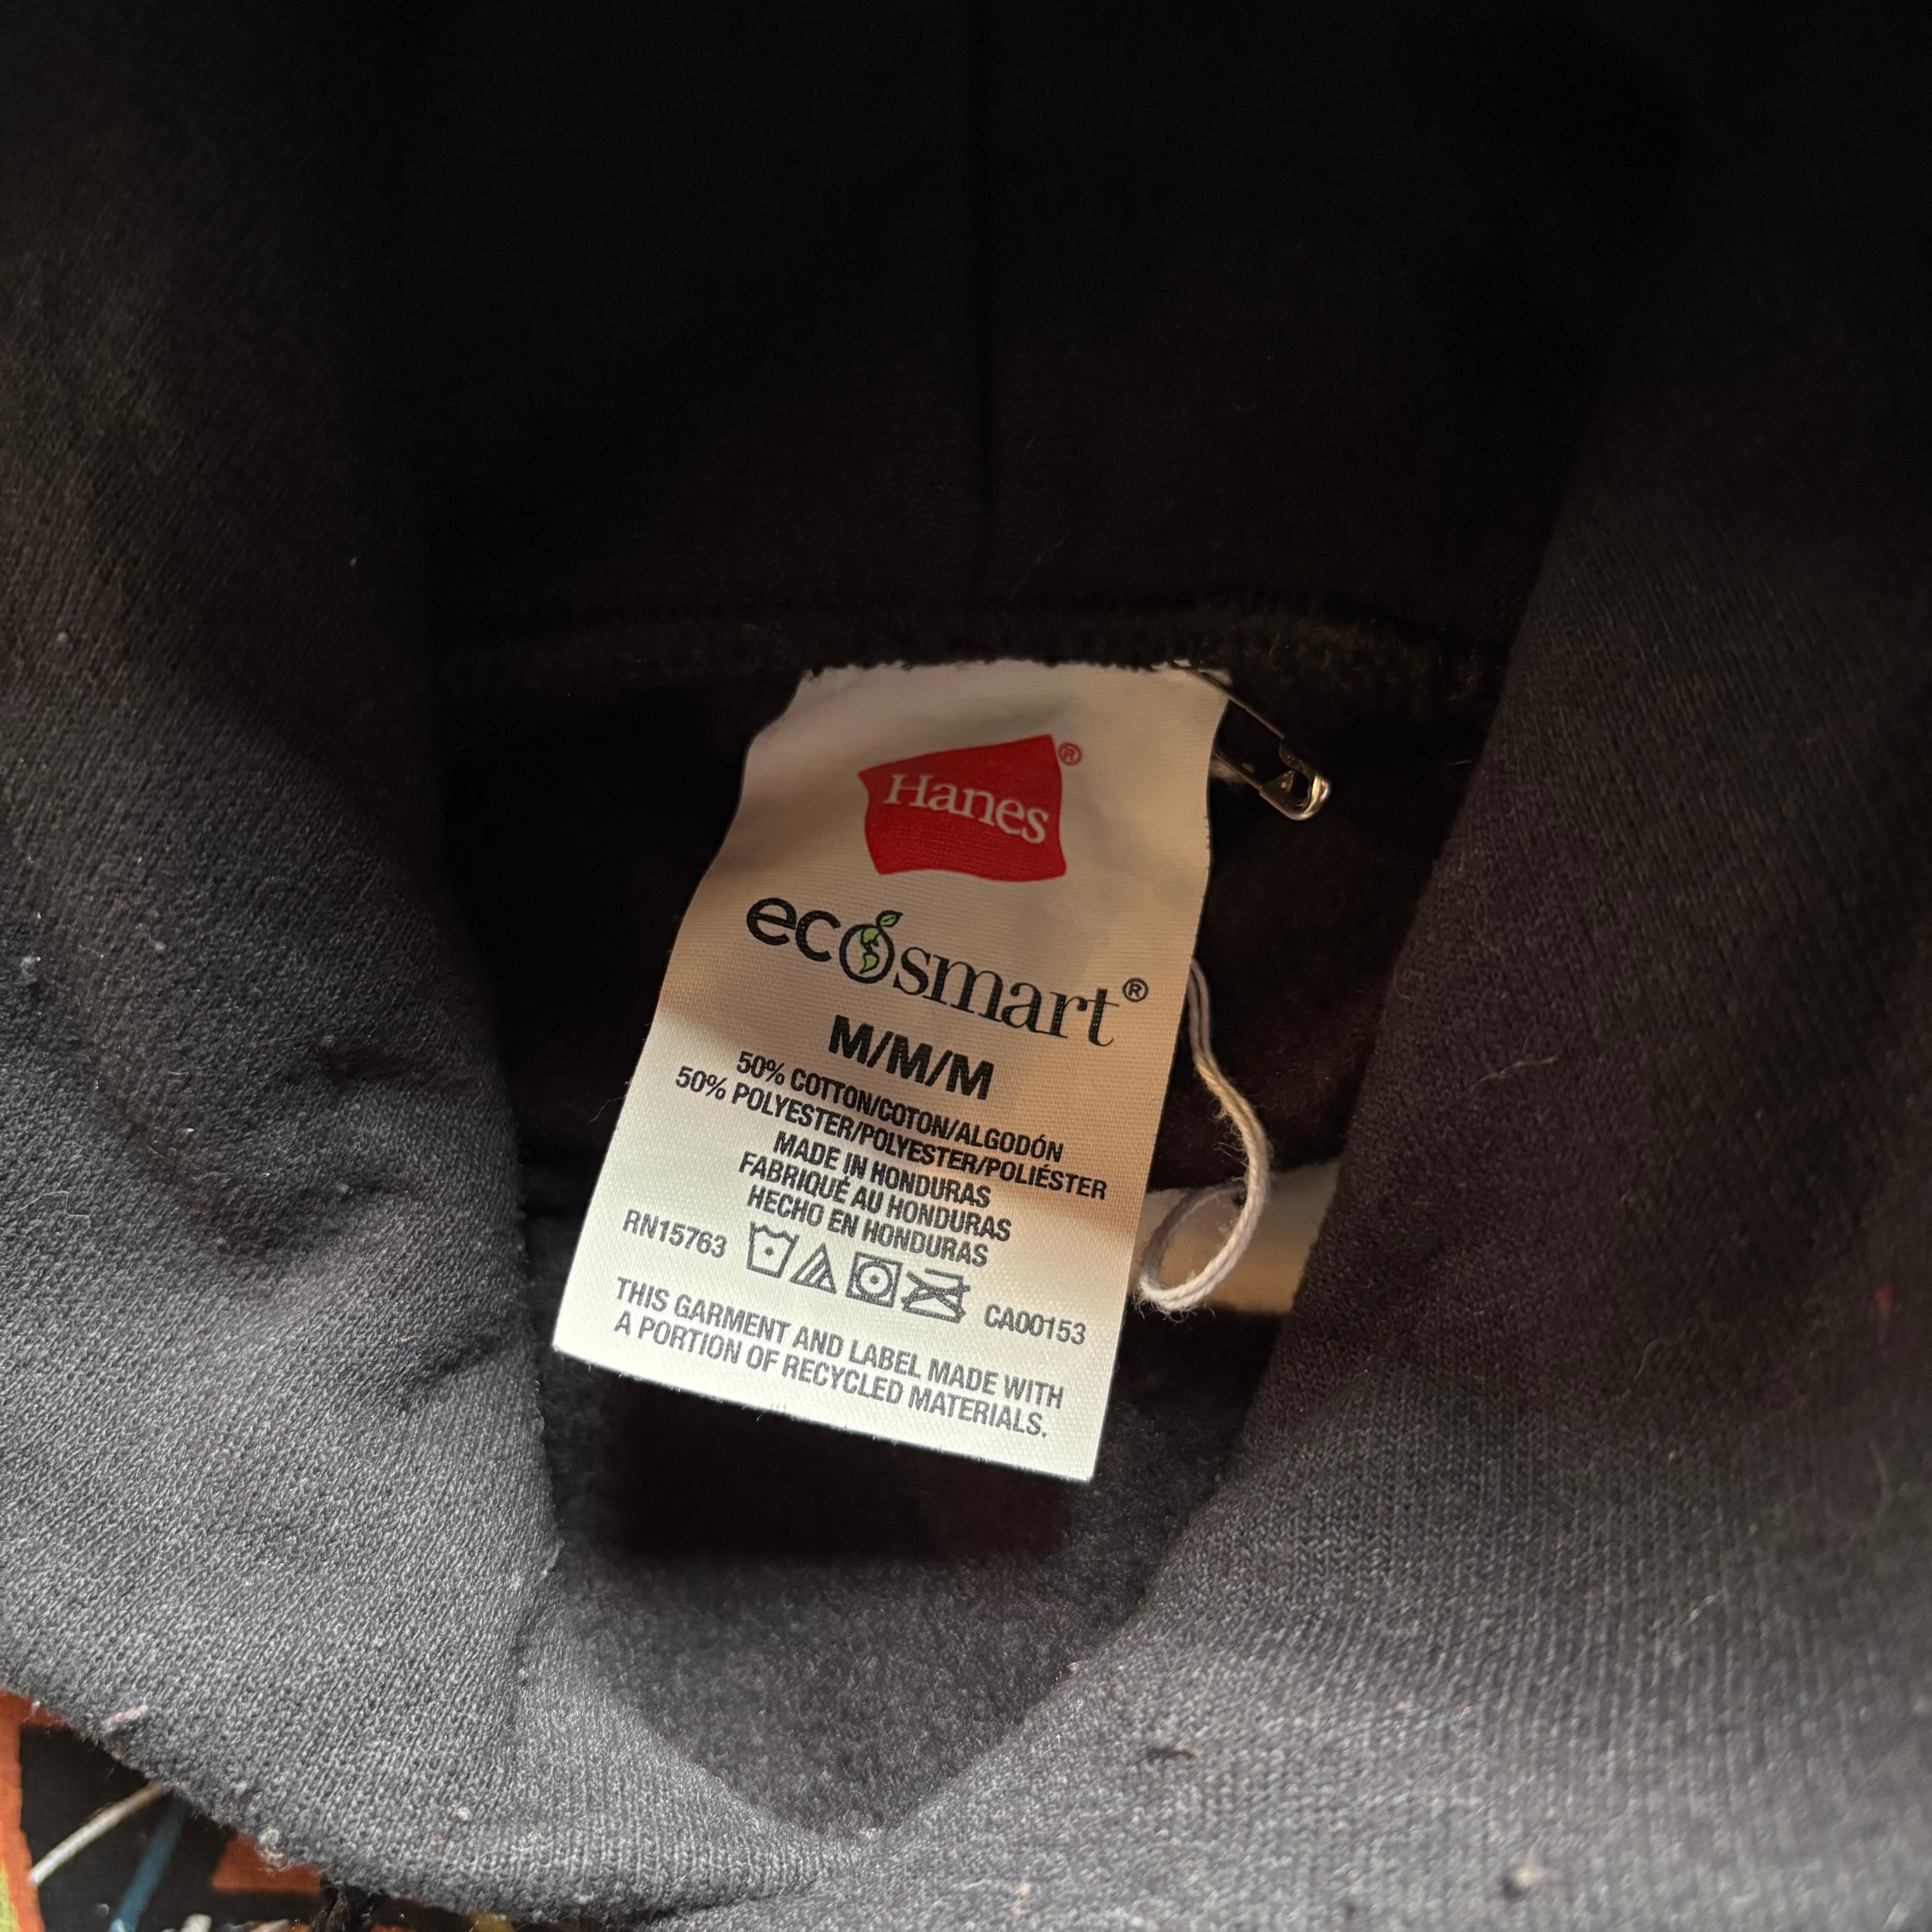 Hanes®
ecosmart®
M/M/M
50% COTTON/COTON/ALGODÓN
50% POLYESTER/POLYESTER/POLIÉSTER
MADE IN HONDURAS
FABRIQUÉ AU HONDURAS
HECHO EN HONDURAS
RN15763 CA00153
THIS GARMENT AND LABEL MADE WITH
A PORTION OF RECYCLED MATERIALS.